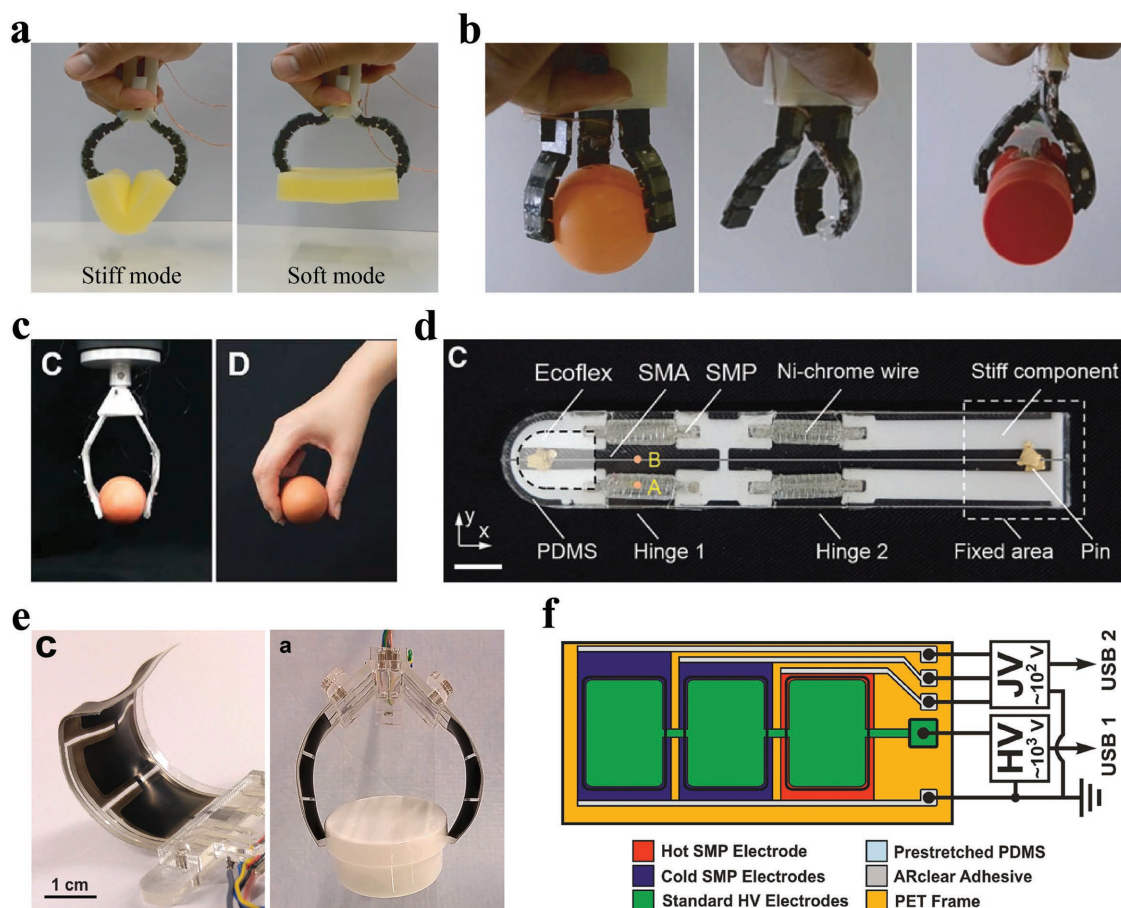 a
Stiff mode
Soft mode
b
c
C
D
d
C
Ecoflex
SMA
SMP
Ni-chrome wire
Stiff component
B
A
y
x
PDMS
Hinge 1
Hinge 2
Fixed area
Pin
e
C
1 cm
a
f
JV
~10² V
USB 2
HV
~10³ V
USB 1
Hot SMP Electrode
Cold SMP Electrodes
Standard HV Electrodes
Prestretched PDMS
ARclear Adhesive
PET Frame